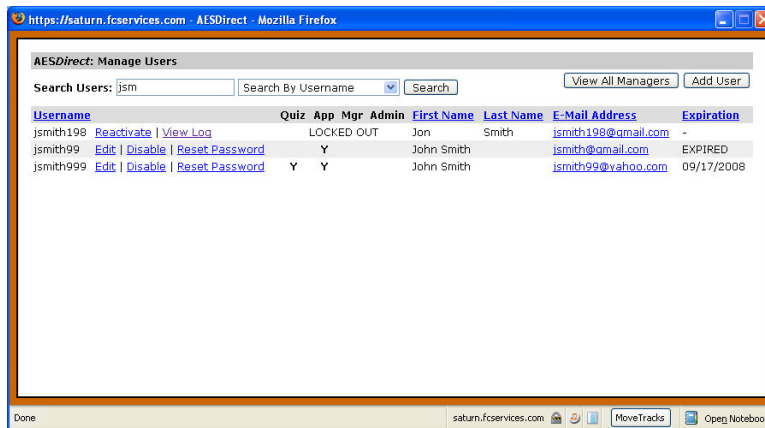 https://saturn.fcservices.com - AESDirect - Mozilla Firefox
AESDirect: Manage Users
Search Users: jsm Search By Username Search View All Managers Add User
Username Quiz App Mgr Admin First Name Last Name E-Mail Address Expiration
jsmith198 Reactivate | View Log LOCKED OUT Jon Smith jsmith198@gmail.com -
jsmith99 Edit | Disable | Reset Password Y John Smith jsmith@gmail.com EXPIRED
jsmith999 Edit | Disable | Reset Password Y Y John Smith jsmith99@yahoo.com 09/17/2008
Done saturn.fcservices.com MoveTracks Open Noteboo